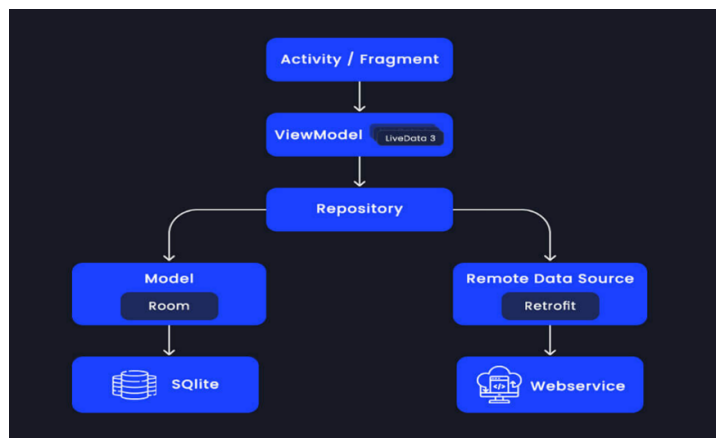 Activity / Fragment
ViewModel
LiveData 3
Repository
Model
Room
Remote Data Source
Retrofit
SQlite
</>
Webservice